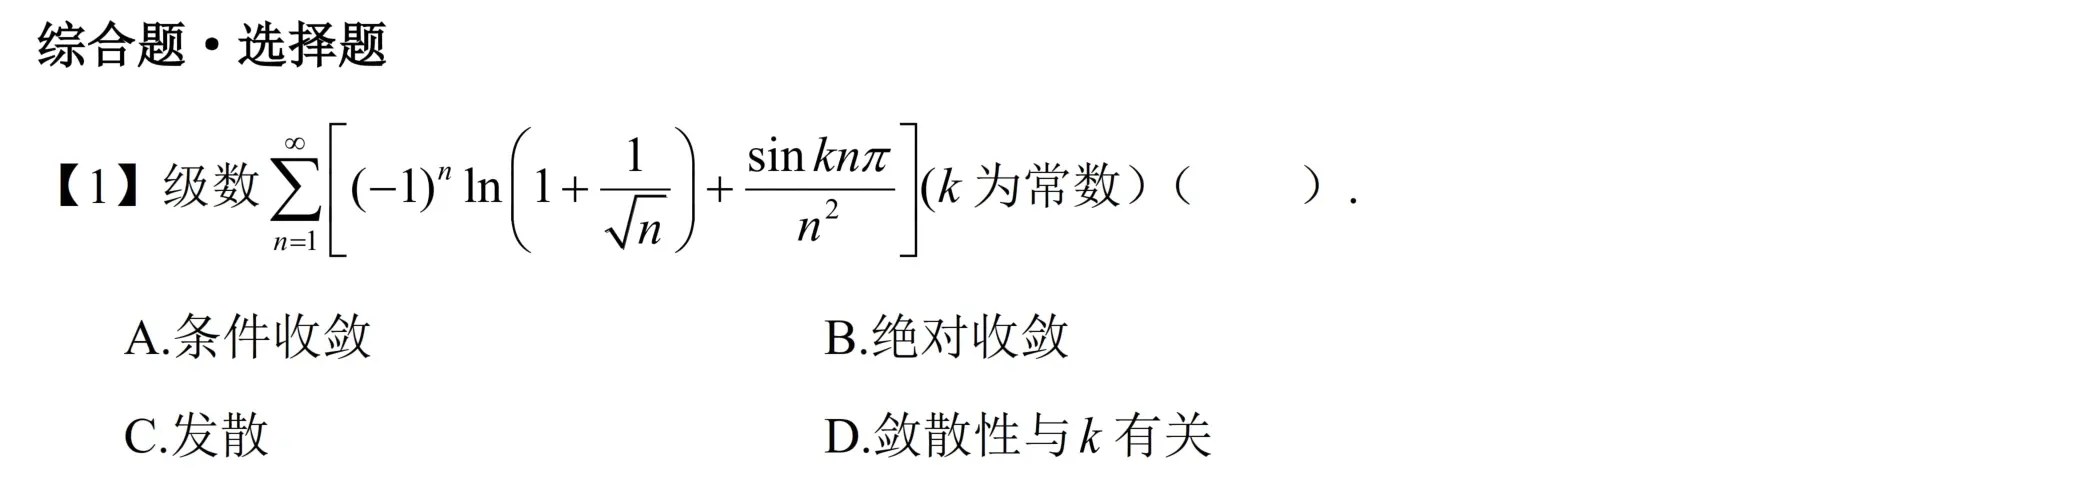 综合题·选择题
【1】级数$\sum_{n=1}^{\infty}\left[(-1)^n \ln\left(1+\frac{1}{\sqrt{n}}\right)+\frac{\sin kn\pi}{n^2}\right]$(k 为常数)（　　）.
A.条件收敛 B.绝对收敛
C.发散 D.敛散性与 k 有关